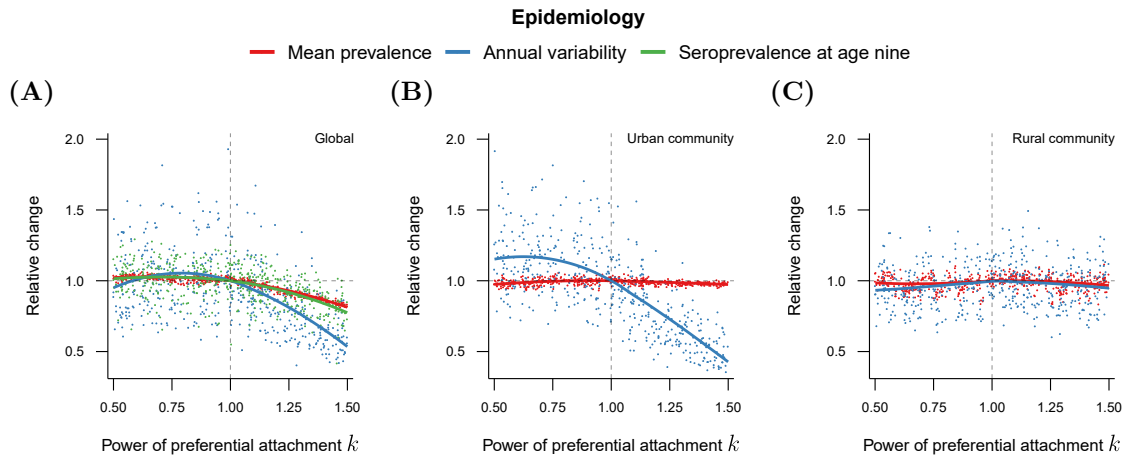 Epidemiology
Mean prevalence Annual variability Seroprevalence at age nine
(A) (B) (C)
Global
Relative change
2.0
1.5
1.0
0.5
0.50 0.75 1.00 1.25 1.50
Power of preferential attachment k
Urban community
Relative change
2.0
1.5
1.0
0.5
0.50 0.75 1.00 1.25 1.50
Power of preferential attachment k
Rural community
Relative change
2.0
1.5
1.0
0.5
0.50 0.75 1.00 1.25 1.50
Power of preferential attachment k